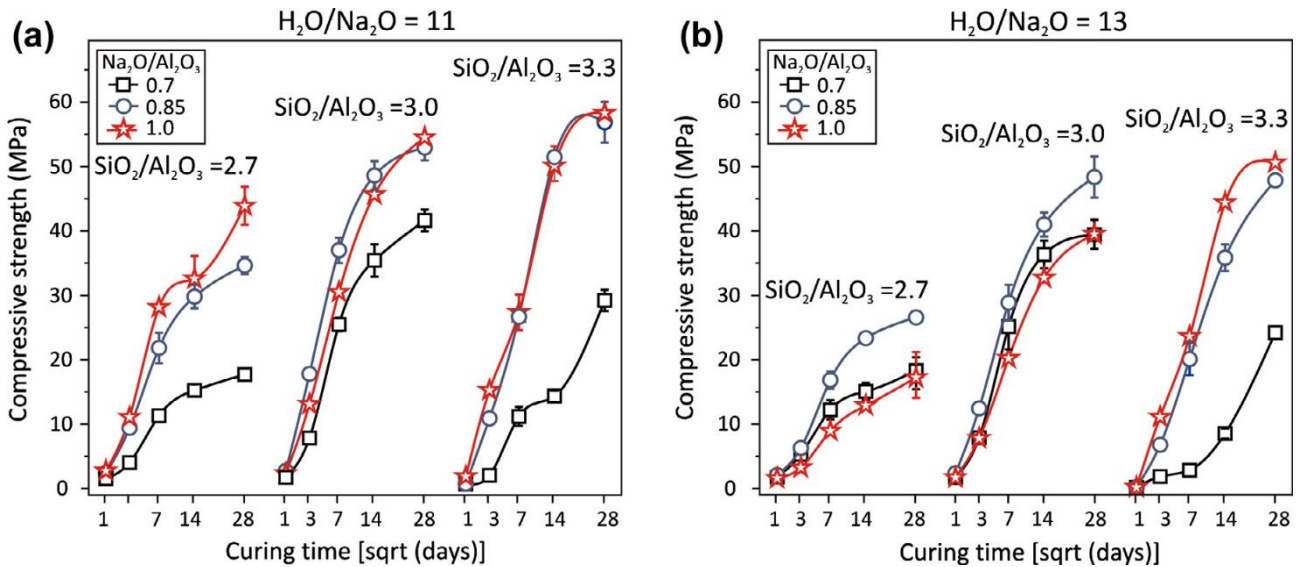 (a)
H₂O/Na₂O = 11
Compressive strength (MPa)
60
50
40
30
20
10
0
Na₂O/Al₂O₃
0.7
0.85
1.0
SiO₂/Al₂O₃ =2.7
SiO₂/Al₂O₃ =3.0
SiO₂/Al₂O₃ =3.3
1 7 14 28 1 3 7 14 28 1 3 7 14 28
Curing time [sqrt (days)]
(b)
H₂O/Na₂O = 13
Compressive strength (MPa)
60
50
40
30
20
10
0
Na₂O/Al₂O₃
0.7
0.85
1.0
SiO₂/Al₂O₃ =2.7
SiO₂/Al₂O₃ =3.0
SiO₂/Al₂O₃ =3.3
1 3 7 14 28 1 3 7 14 28 1 3 7 14 28
Curing time [sqrt (days)]